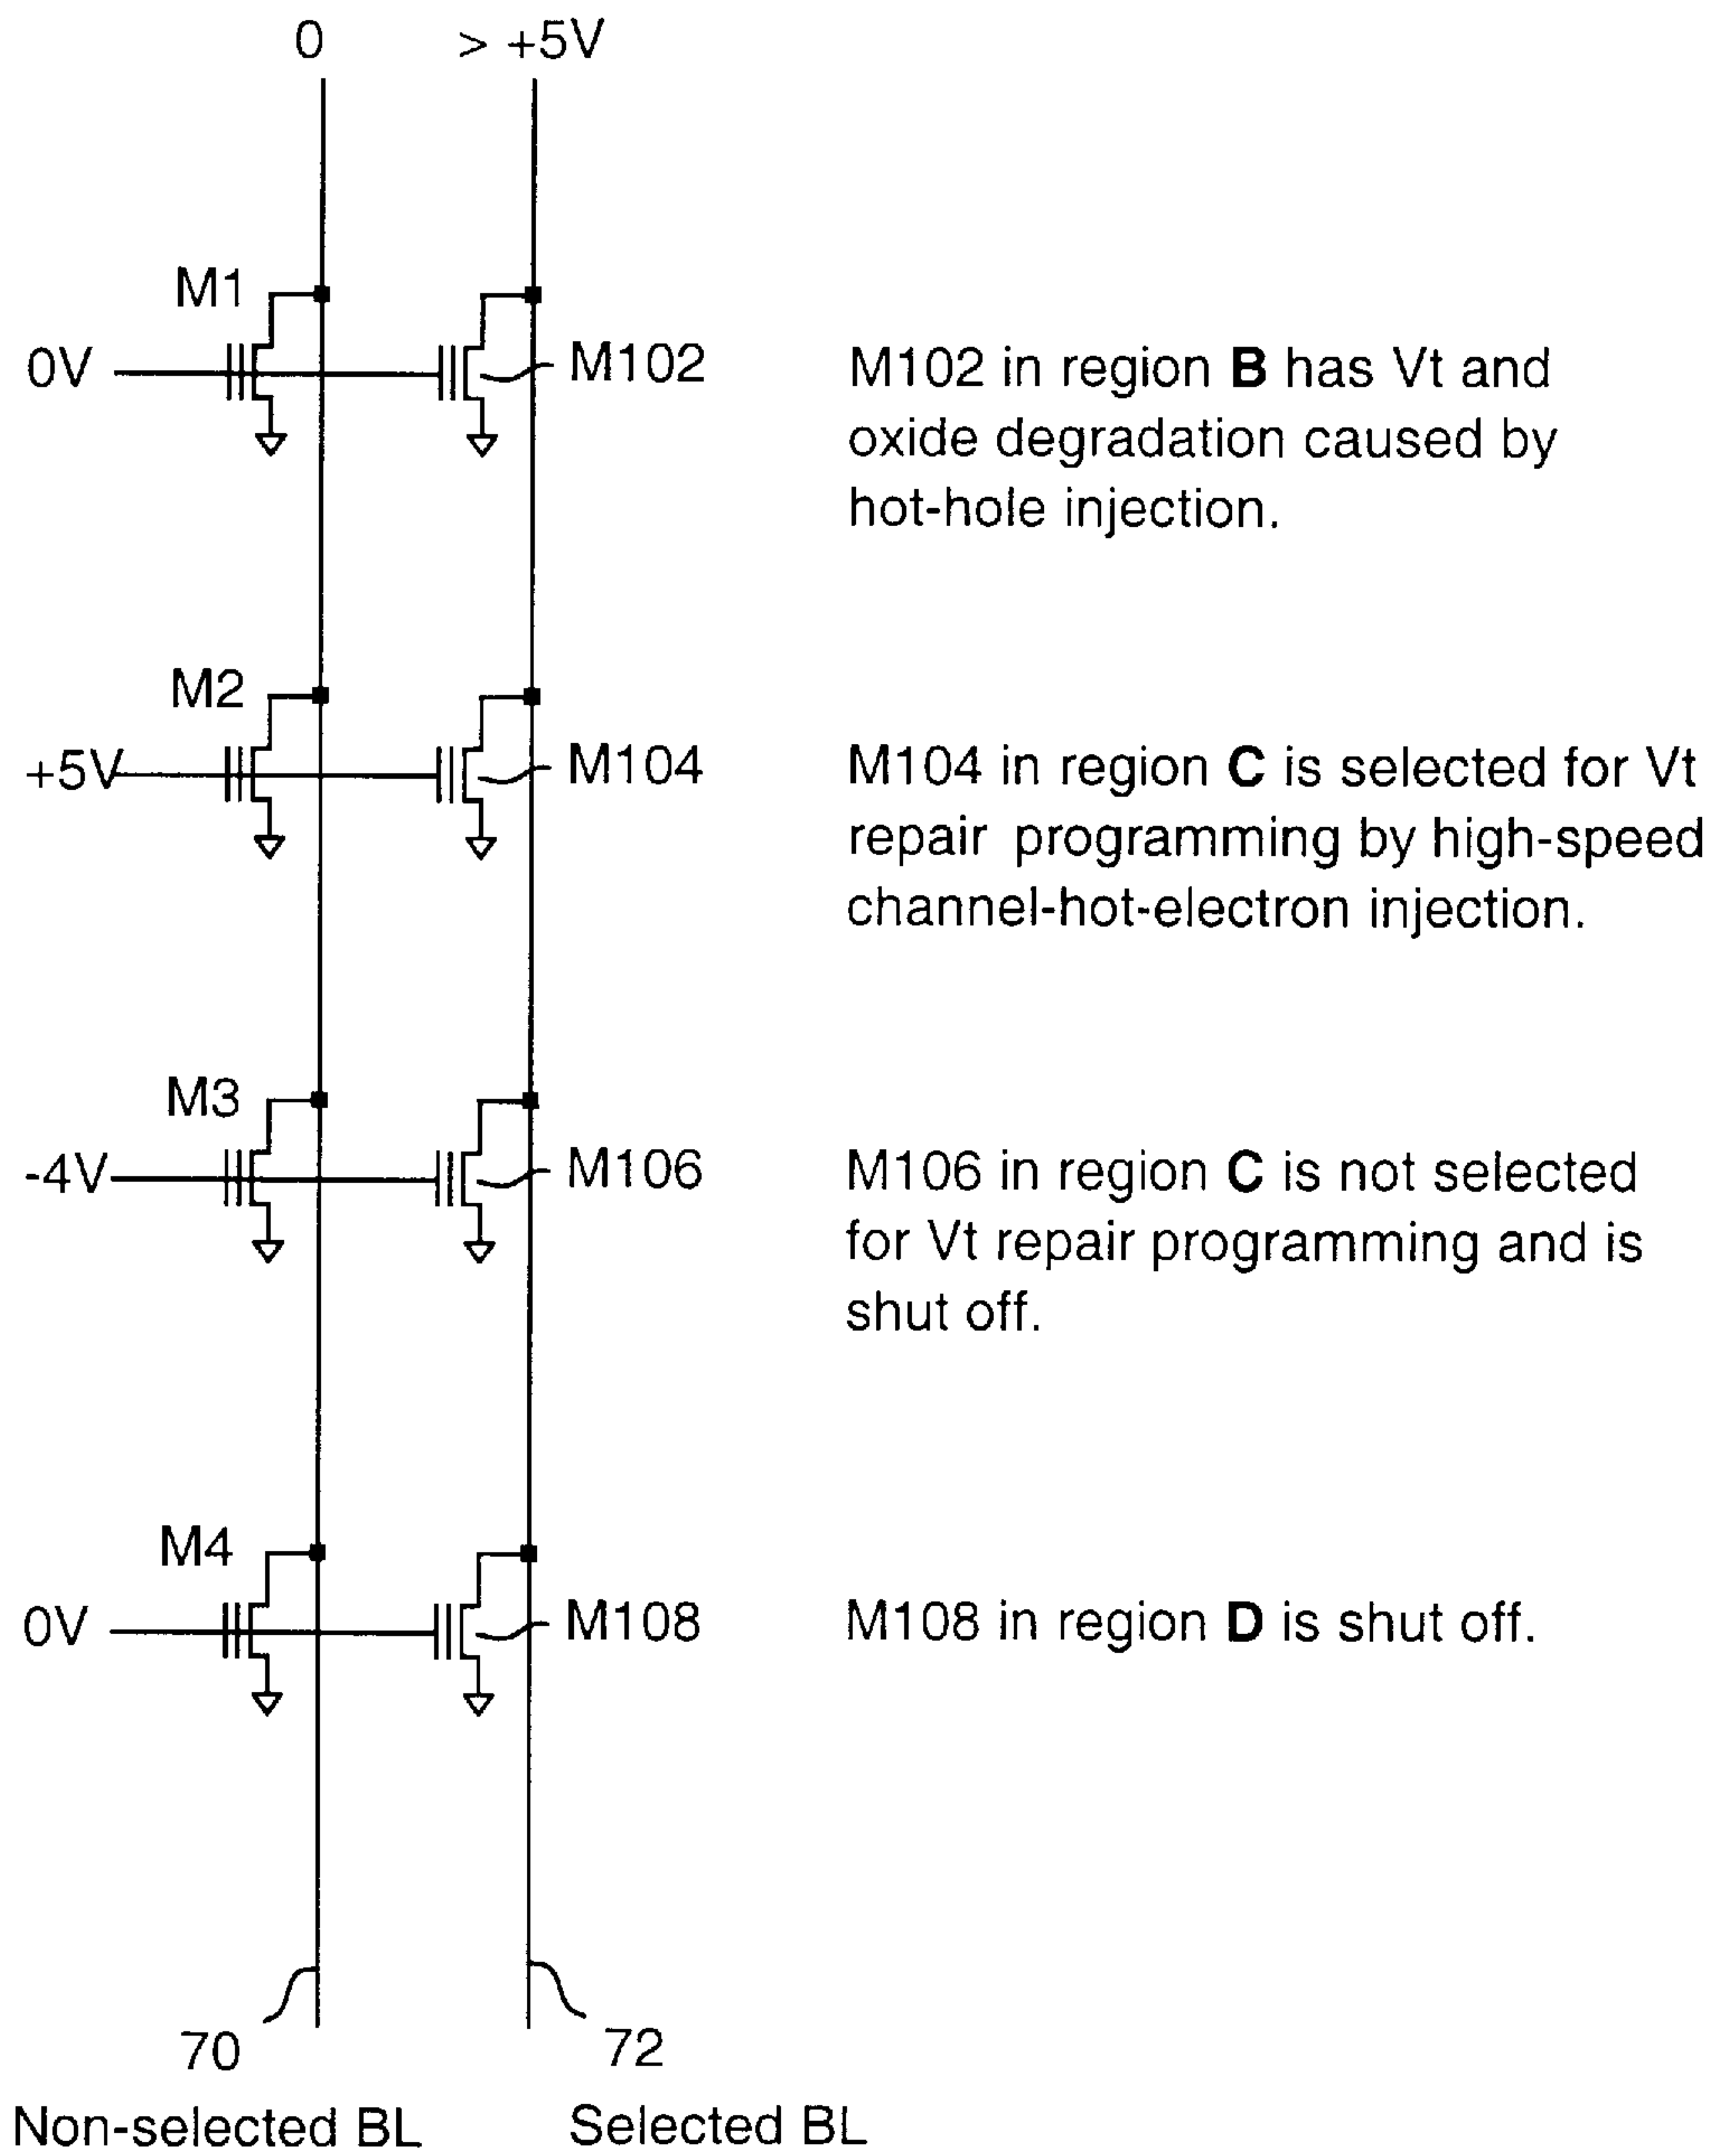 0 > +5V
M1
0V M102
M102 in region B has Vt and
oxide degradation caused by
hot-hole injection.
M2
+5V M104
M104 in region C is selected for Vt
repair programming by high-speed
channel-hot-electron injection.
M3
-4V M106
M106 in region C is not selected
for Vt repair programming and is
shut off.
M4
0V M108
M108 in region D is shut off.
70 72
Non-selected BL Selected BL